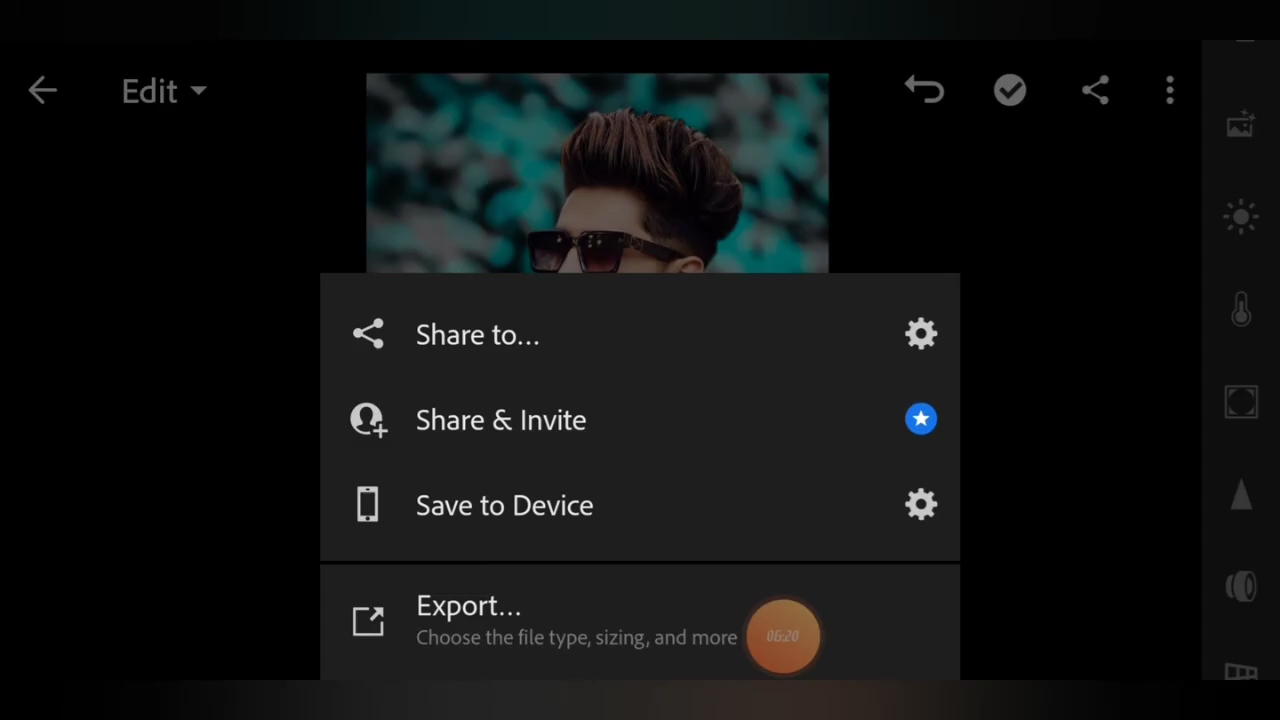 Edit
Share to...
Share & Invite
Save to Device
Export...
Choose the file type, sizing, and more
06:20